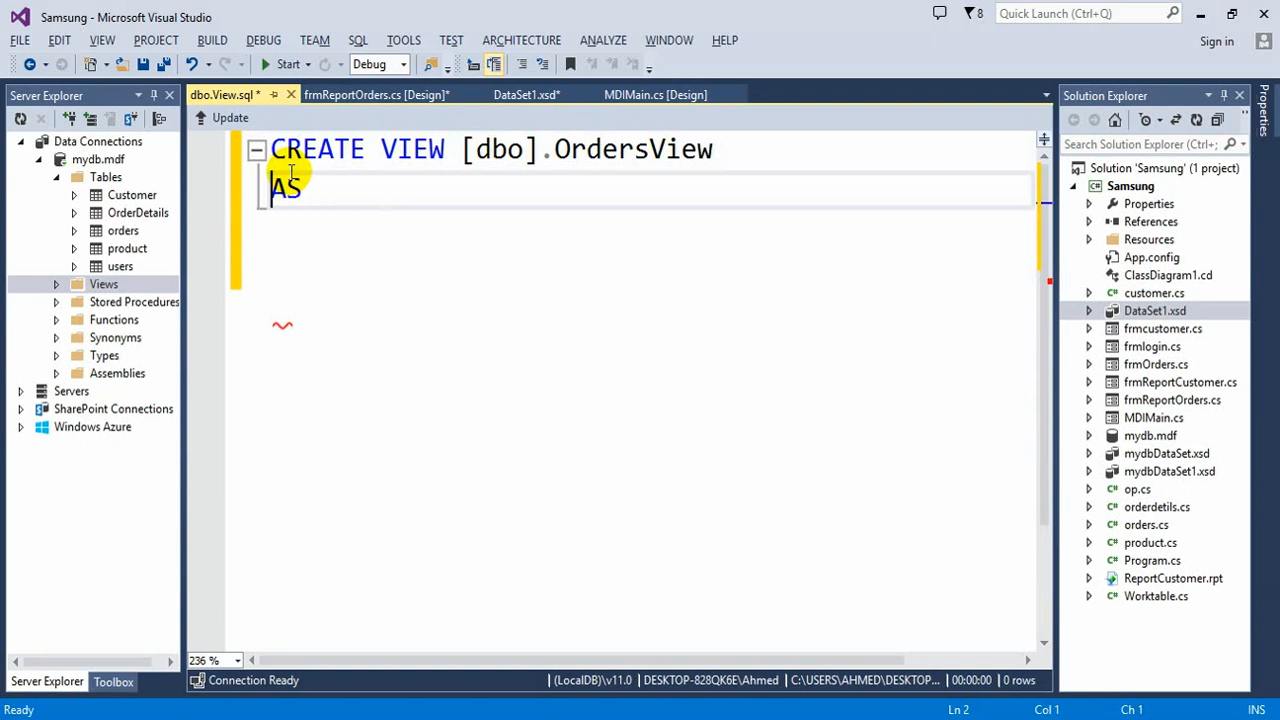 Samsung - Microsoft Visual Studio
8
Quick Launch (Ctrl+Q)
FILE EDIT VIEW PROJECT BUILD DEBUG TEAM SQL TOOLS TEST ARCHITECTURE ANALYZE WINDOW HELP
Sign in
Start
Debug
Server Explorer
Data Connections
mydb.mdf
Tables
Customer
OrderDetails
orders
product
users
Views
Stored Procedures
Functions
Synonyms
Types
Assemblies
Servers
SharePoint Connections
Windows Azure
Server Explorer Toolbox
dbo.View.sql * frmReportOrders.cs [Design]* DataSet1.xsd* MDIMain.cs [Design]
Update
CREATE VIEW [dbo].OrdersView
AS
236 %
Connection Ready
(LocalDB)\v11.0
DESKTOP-828QK6E\Ahmed
C:\USERS\AHMED\DESKTOP...
00:00:00
0 rows
Solution Explorer
Search Solution Explorer (Ctrl+;)
Solution 'Samsung' (1 project)
Samsung
Properties
References
Resources
App.config
ClassDiagram1.cd
customer.cs
DataSet1.xsd
frmcustomer.cs
frmlogin.cs
frmOrders.cs
frmReportCustomer.cs
frmReportOrders.cs
MDIMain.cs
mydb.mdf
mydbDataSet.xsd
mydbDataSet1.xsd
op.cs
orderdetils.cs
orders.cs
product.cs
Program.cs
ReportCustomer.rpt
Worktable.cs
Properties
Ready
Ln 2
Col 1
Ch 1
INS